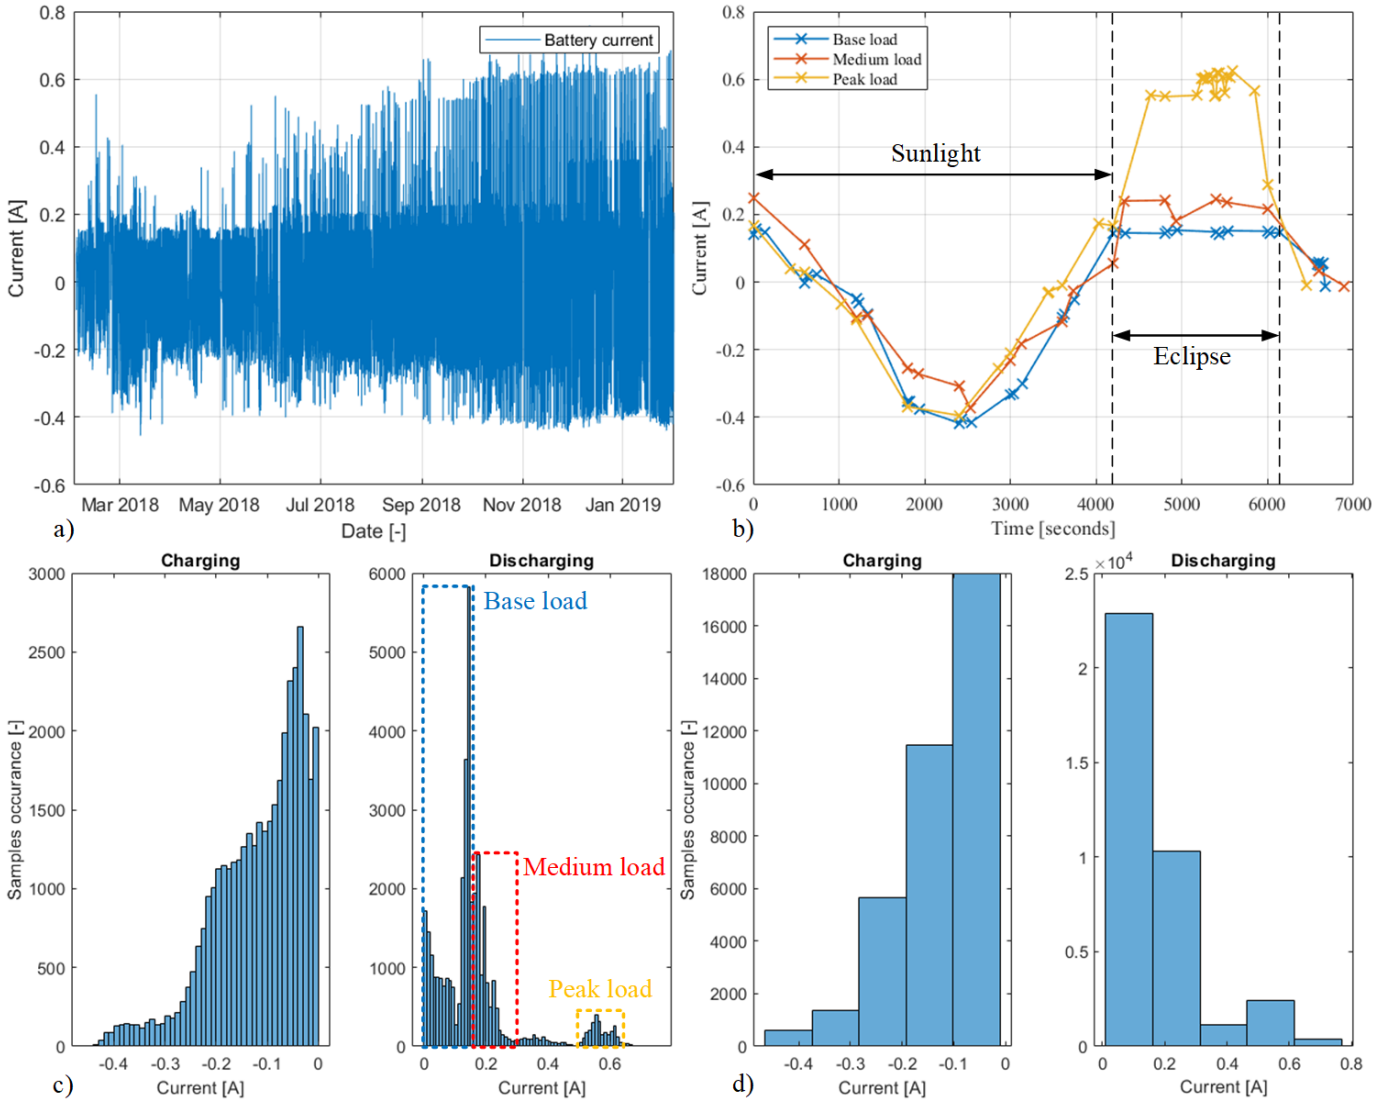 0.8
0.6
0.4
0.2
0
-0.2
-0.4
-0.6
Current [A]
Battery current
Mar 2018 May 2018 Jul 2018 Sep 2018 Nov 2018 Jan 2019
Date [-]
a)
0.8
0.6
0.4
0.2
0
-0.2
-0.4
-0.6
Current [A]
Base load
Medium load
Peak load
Sunlight
Eclipse
0 1000 2000 3000 4000 5000 6000 7000
Time [seconds]
b)
Charging
3000
2500
2000
1500
1000
500
0
Samples occurance [-]
-0.4 -0.3 -0.2 -0.1 0
Current [A]
c)
Discharging
6000
5000
4000
3000
2000
1000
0
Base load
Medium load
Peak load
0 0.2 0.4 0.6
Current [A]
Charging
18000
16000
14000
12000
10000
8000
6000
4000
2000
0
Samples occurance [-]
-0.4 -0.3 -0.2 -0.1 0
Current [A]
d)
Discharging
×10⁴
2.5
2
1.5
1
0.5
0
0 0.2 0.4 0.6 0.8
Current [A]